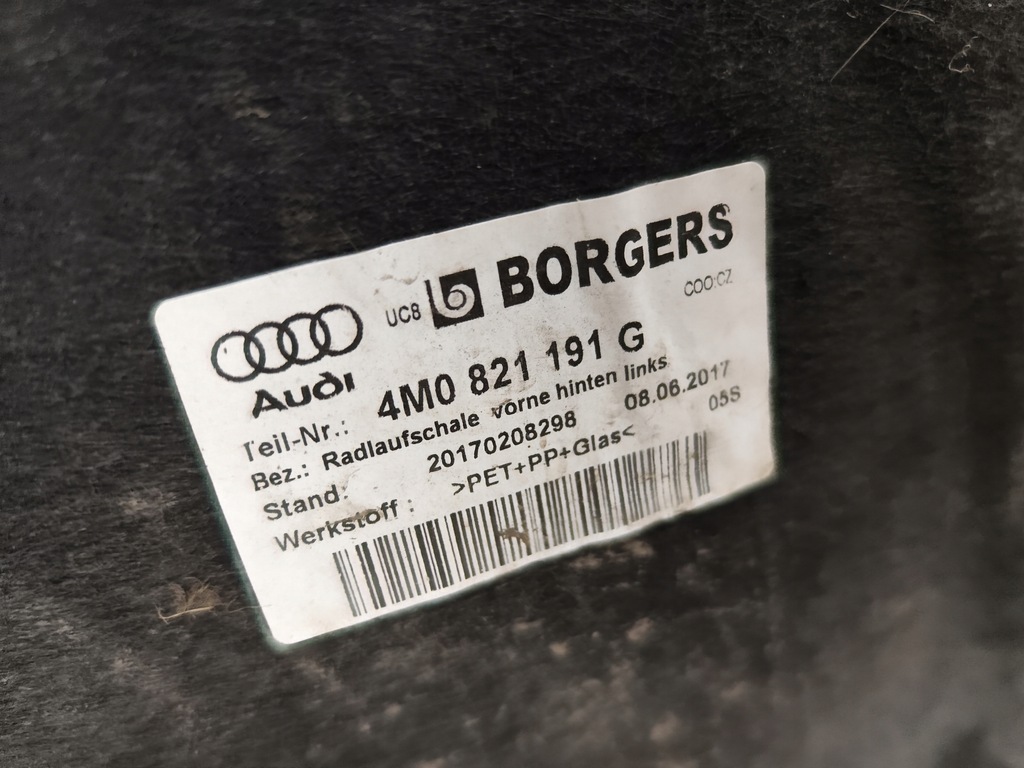 UC8 b BORGERS
COO:CZ
Audi
Teil-Nr.: 4M0 821 191 G
Bez.: Radlaufschale vorne hinten links
Stand: 20170208298 08.06.2017
Werkstoff : >PET+PP+Glas< 05S